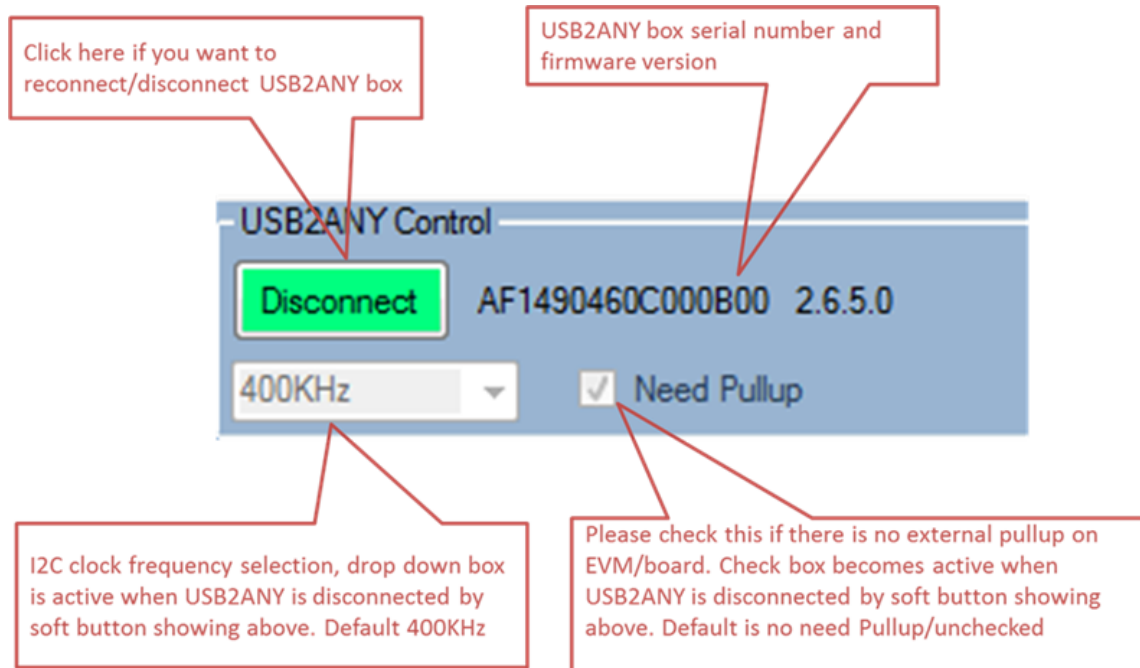 Click here if you want to
reconnect/disconnect USB2ANY box
USB2ANY box serial number and
firmware version
USB2ANY Control
Disconnect AF1490460C000B00 2.6.5.0
400KHz Need Pullup
I2C clock frequency selection, drop down box
is active when USB2ANY is disconnected by
soft button showing above. Default 400KHz
Please check this if there is no external pullup on
EVM/board. Check box becomes active when
USB2ANY is disconnected by soft button showing
above. Default is no need Pullup/unchecked